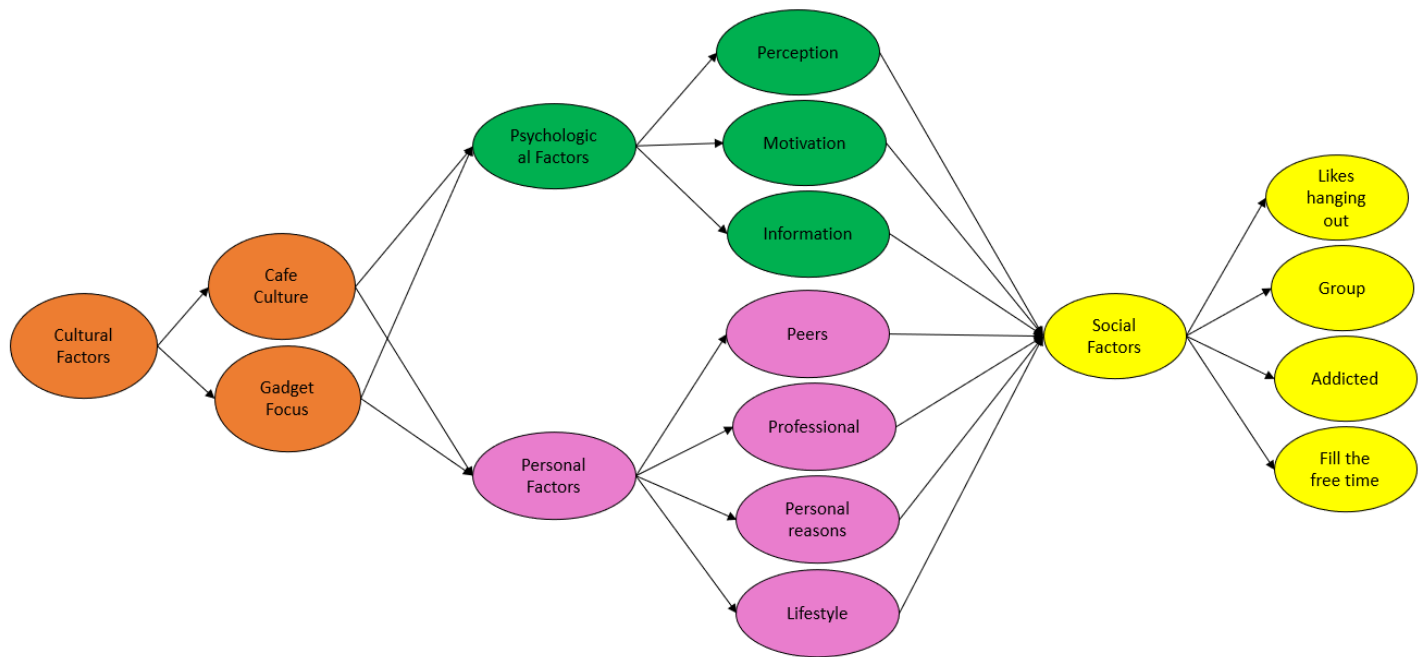 Cultural
Factors
Cafe
Culture
Gadget
Focus
Psychologic
al Factors
Personal
Factors
Perception
Motivation
Information
Peers
Professional
Personal
reasons
Lifestyle
Social
Factors
Likes
hanging
out
Group
Addicted
Fill the
free time